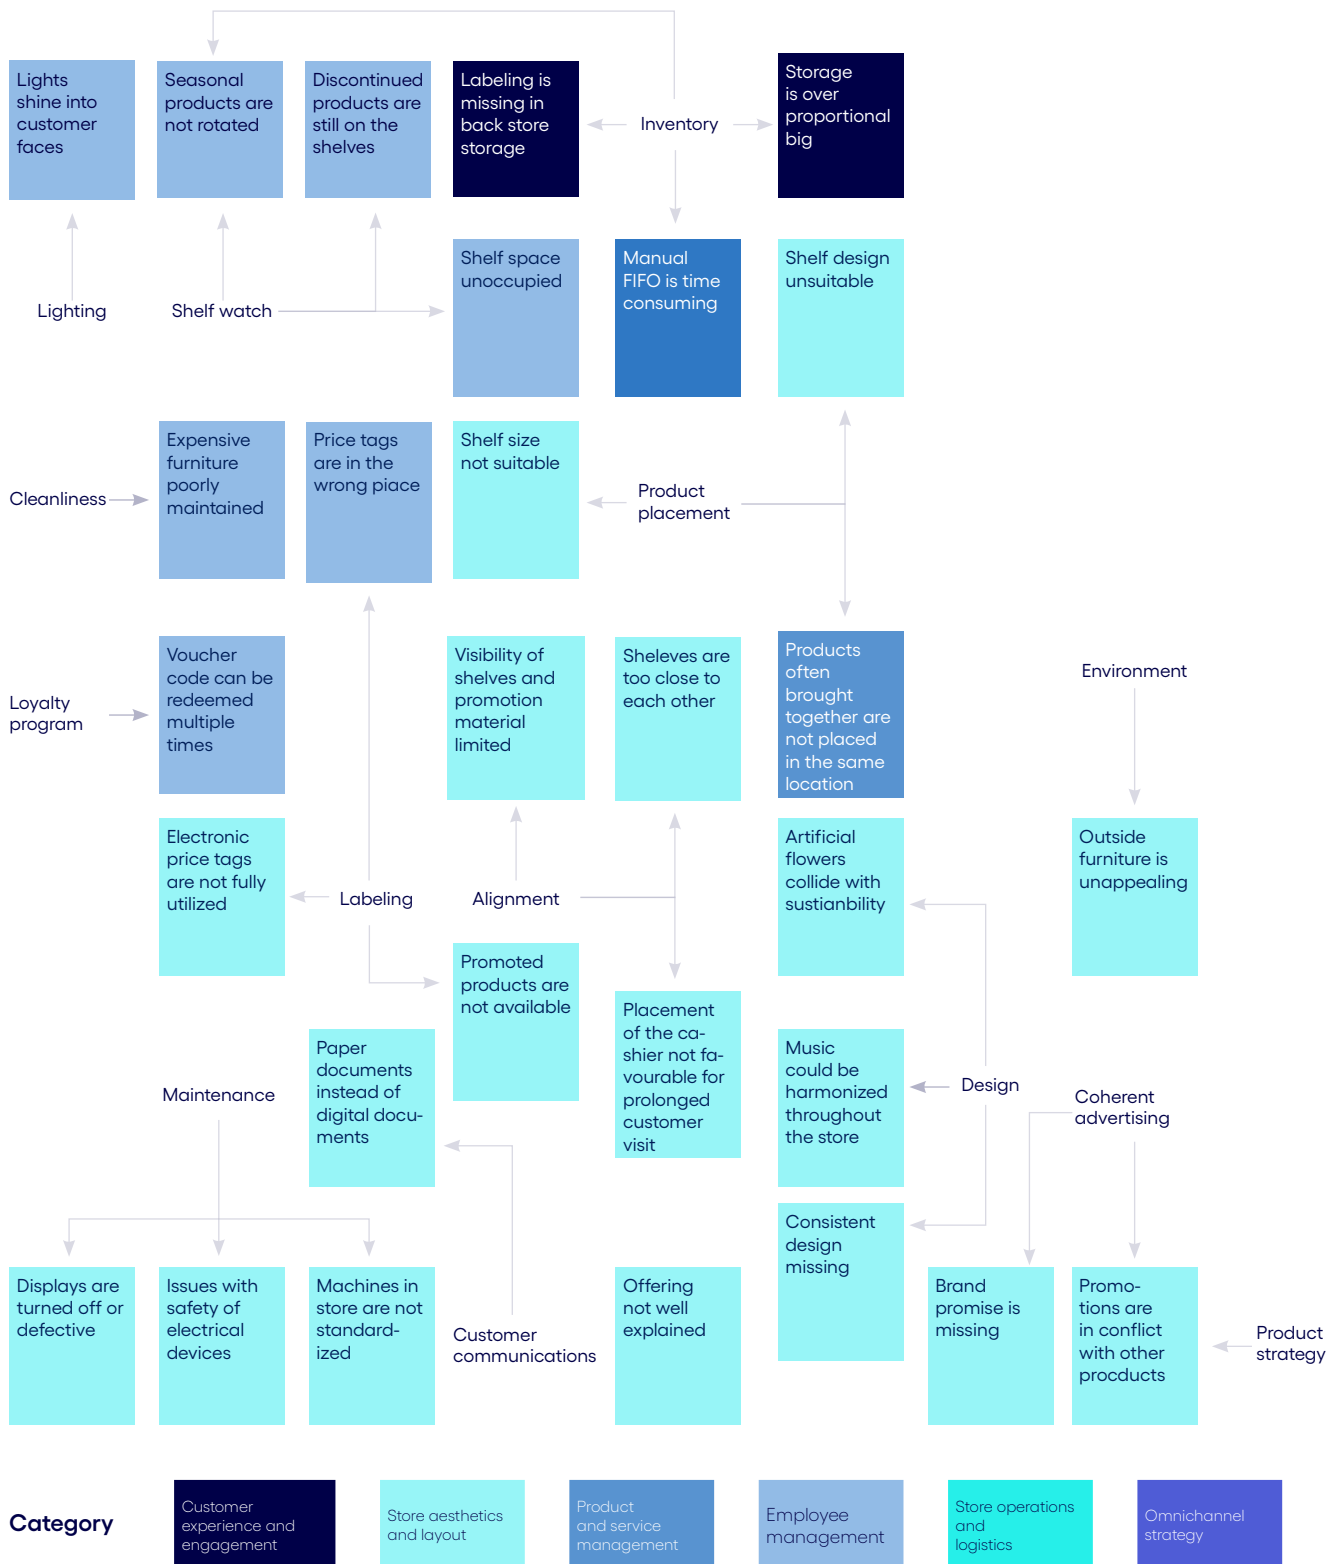 Lights
shine into
customer
faces
Seasonal
products are
not rotated
Discontinued
products are
still on the
shelves
Labeling is
missing in
back store
storage
Inventory
Storage
is over
proportional
big
Lighting
Shelf watch
Shelf space
unoccupied
Manual
FIFO is time
consuming
Shelf design
unsuitable
Cleanliness
Expensive
furniture
poorly
maintained
Price tags
are in the
wrong piace
Shelf size
not suitable
Product
placement
Loyalty
program
Voucher
code can be
redeemed
multiple
times
Visibility of
shelves and
promotion
material
limited
Sheleves are
too close to
each other
Products
often
brought
together are
not placed
in the same
location
Environment
Electronic
price tags
are not fully
utilized
Labeling
Alignment
Artificial
flowers
collide with
sustianbility
Outside
furniture is
unappealing
Promoted
products are
not available
Maintenance
Paper
documents
instead of
digital docu-
ments
Placement
of the ca-
shier not fa-
vourable for
prolonged
customer
visit
Music
could be
harmonized
throughout
the store
Design
Coherent
advertising
Consistent
design
missing
Displays are
turned off or
defective
Issues with
safety of
electrical
devices
Machines in
store are not
standard-
ized
Customer
communications
Offering
not well
explained
Brand
promise is
missing
Promo-
tions are
in conflict
with other
procducts
Product
strategy
Category
Customer
experience and
engagement
Store aesthetics
and layout
Product
and service
management
Employee
management
Store operations
and
logistics
Omnichannel
strategy